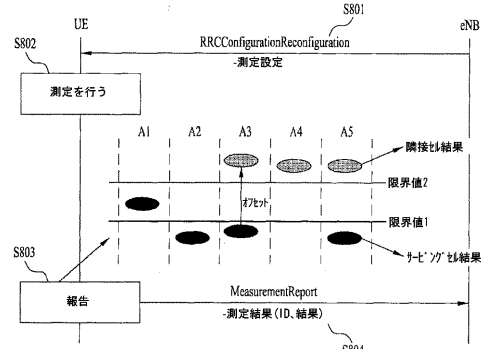 S801
UE
eNB
S802
RRCConfigurationReconfiguration
-測定設定
測定を行う
A1 A2 A3 A4 A5
隣接セル結果
限界値2
オフセット
限界値1
サービングセル結果
S803
報告
MeasurementReport
-測定結果(ID、結果)
S804